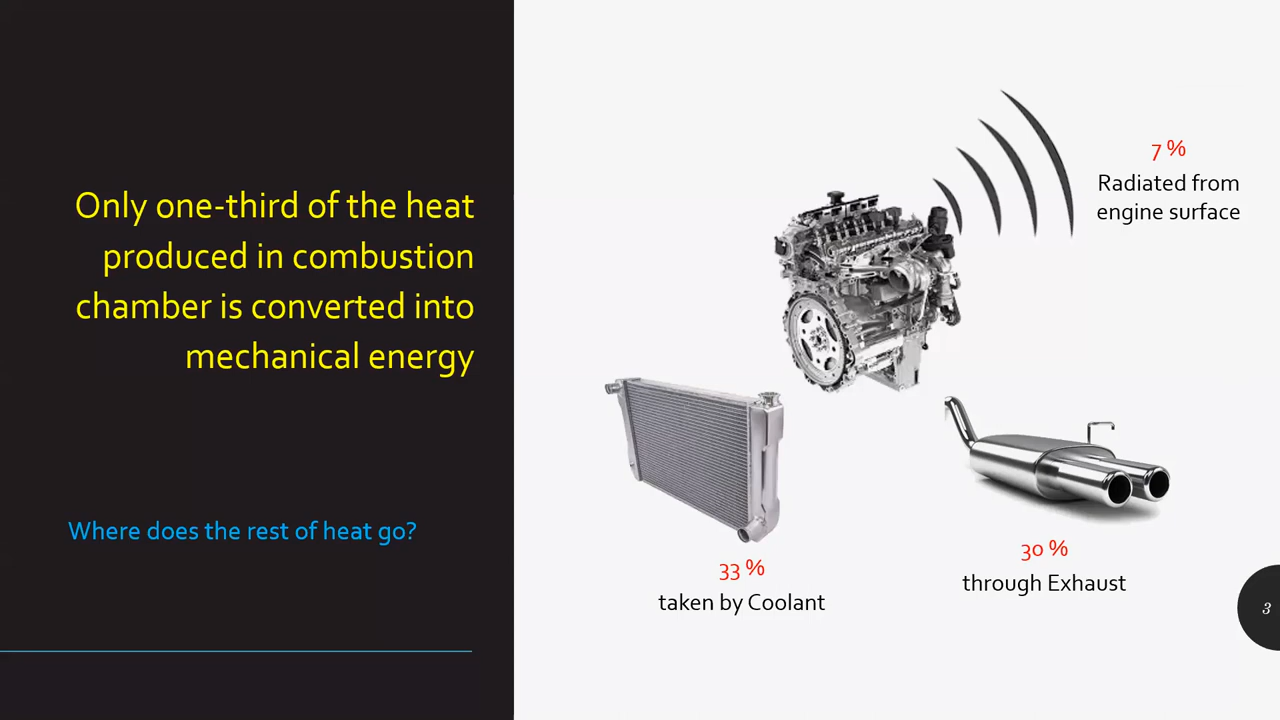 Only one-third of the heat
produced in combustion
chamber is converted into
mechanical energy
Where does the rest of heat go?
7 %
Radiated from
engine surface
33 %
taken by Coolant
30 %
through Exhaust
3